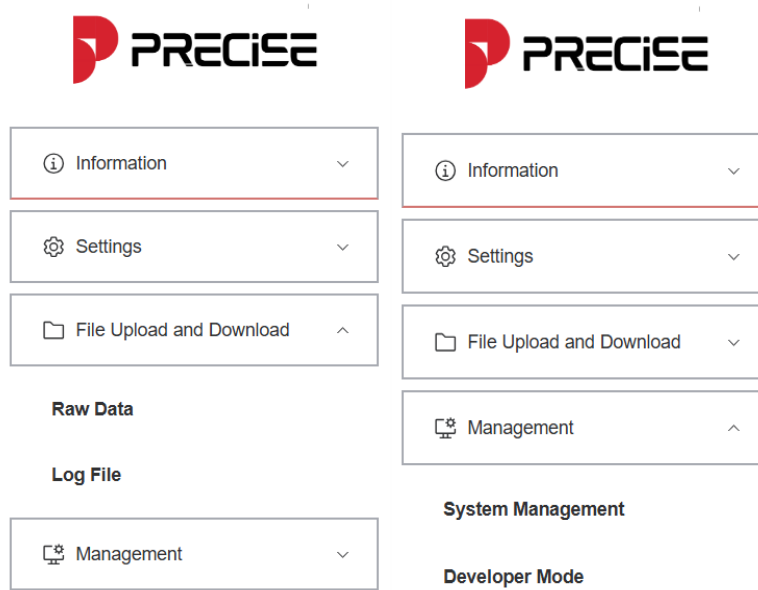 PRECISE
Information
Settings
File Upload and Download
Raw Data
Log File
Management
PRECISE
Information
Settings
File Upload and Download
Management
System Management
Developer Mode